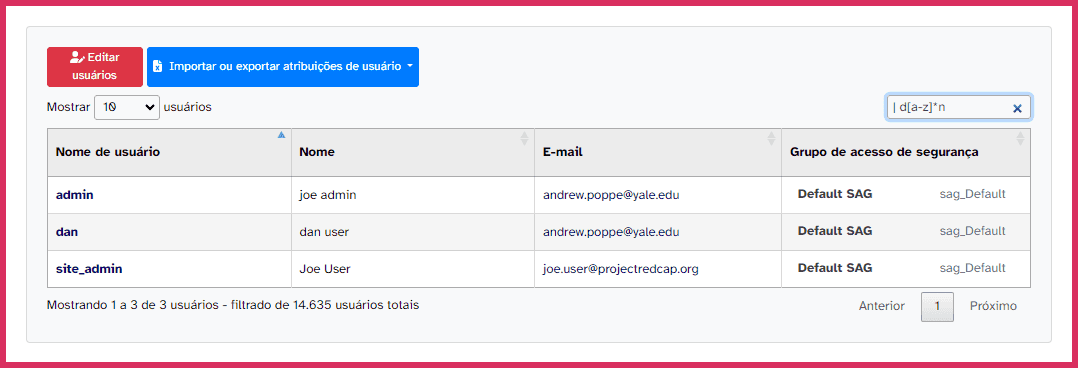 Editar
usuários
Importar ou exportar atribuições de usuário
Mostrar 10 usuários
| d[a-z]*n
Nome de usuário Nome E-mail Grupo de acesso de segurança
admin joe admin andrew.poppe@yale.edu Default SAG sag_Default
dan dan user andrew.poppe@yale.edu Default SAG sag_Default
site_admin Joe User joe.user@projectredcap.org Default SAG sag_Default
Mostrando 1 a 3 de 3 usuários - filtrado de 14.635 usuários totais
Anterior 1 Próximo